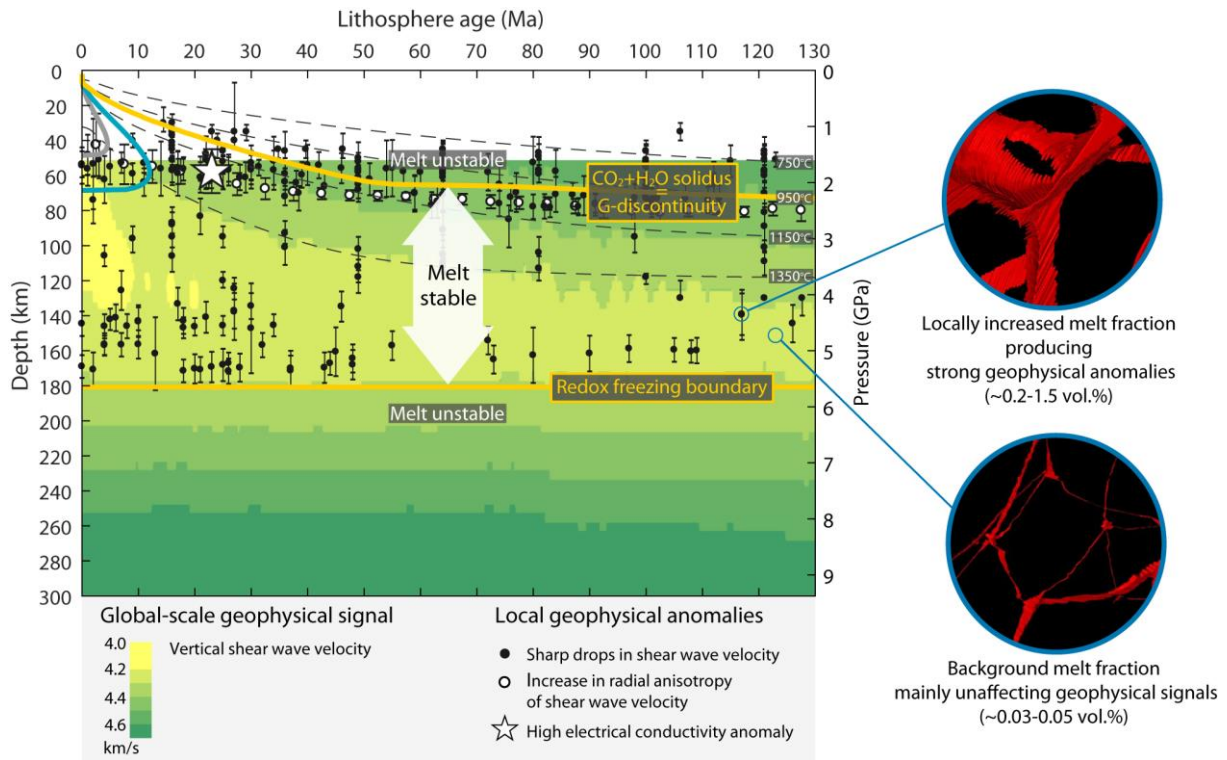 Lithosphere age (Ma)
0 10 20 30 40 50 60 70 80 90 100 110 120 130
Depth (km)
0
20
40
60
80
100
120
140
160
180
200
220
240
260
280
300
Pressure (GPa)
0
1
2
3
4
5
6
7
8
9
Melt unstable
CO₂+H₂O solidus
=
G-discontinuity
750°C
950°C
1150°C
1350°C
Melt
stable
Redox freezing boundary
Melt unstable
Locally increased melt fraction
producing
strong geophysical anomalies
(~0.2-1.5 vol.%)
Background melt fraction
mainly unaffecting geophysical signals
(~0.03-0.05 vol.%)
Global-scale geophysical signal
4.0
4.2
4.4
4.6
km/s
Vertical shear wave velocity
Local geophysical anomalies
Sharp drops in shear wave velocity
Increase in radial anisotropy
of shear wave velocity
High electrical conductivity anomaly